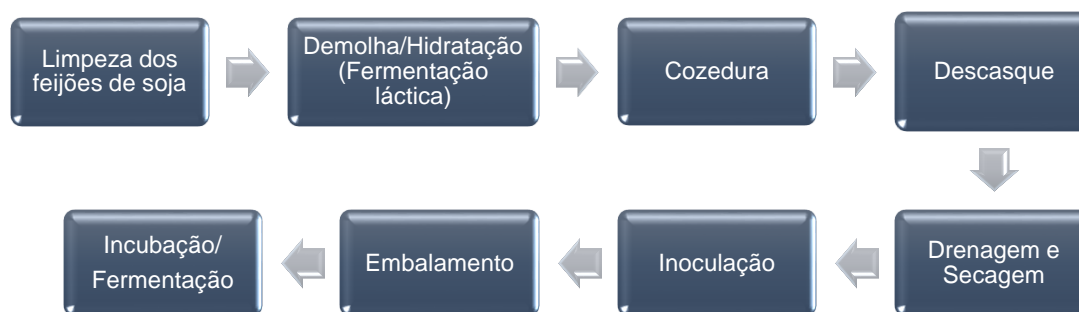 Limpeza dos
feijões de soja
Demolha/Hidratação
(Fermentação
láctica)
Cozedura
Descasque
Drenagem e
Secagem
Inoculação
Embalamento
Incubação/
Fermentação